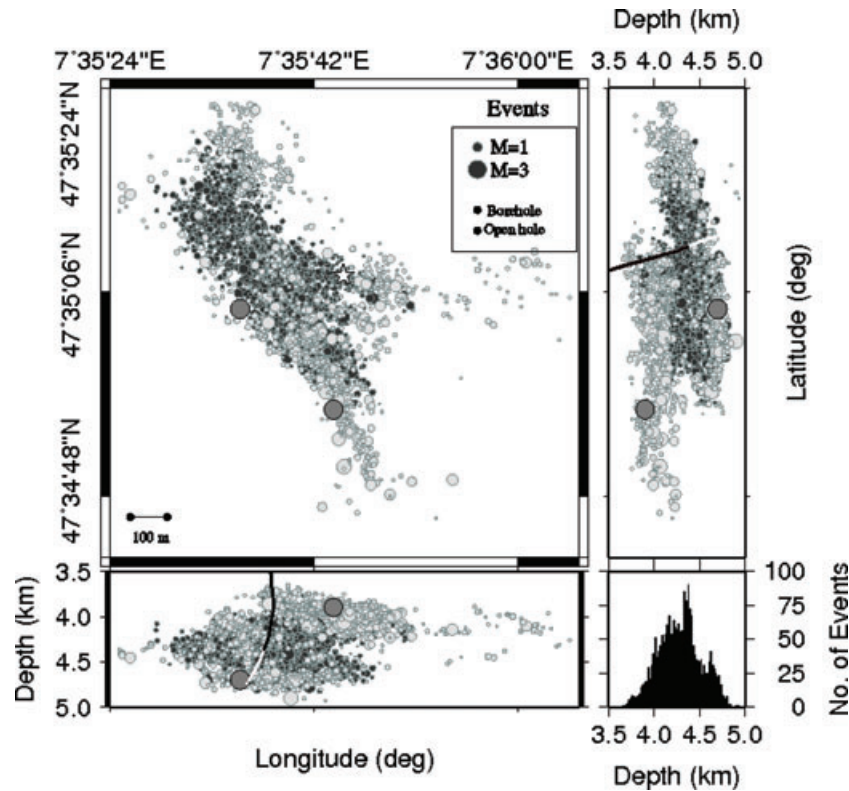 Depth (km)
7˚35'24"E 7˚35'42"E 7˚36'00"E 3.5 4.0 4.5 5.0
47˚35'24"N
47˚35'06"N
47˚34'48"N
Events
M=1
M=3
Borehole
Open hole
100 m
Latitude (deg)
Depth (km)
3.5
4.0
4.5
5.0
Longitude (deg)
100
75
50
25
0
No. of Events
3.5 4.0 4.5 5.0
Depth (km)